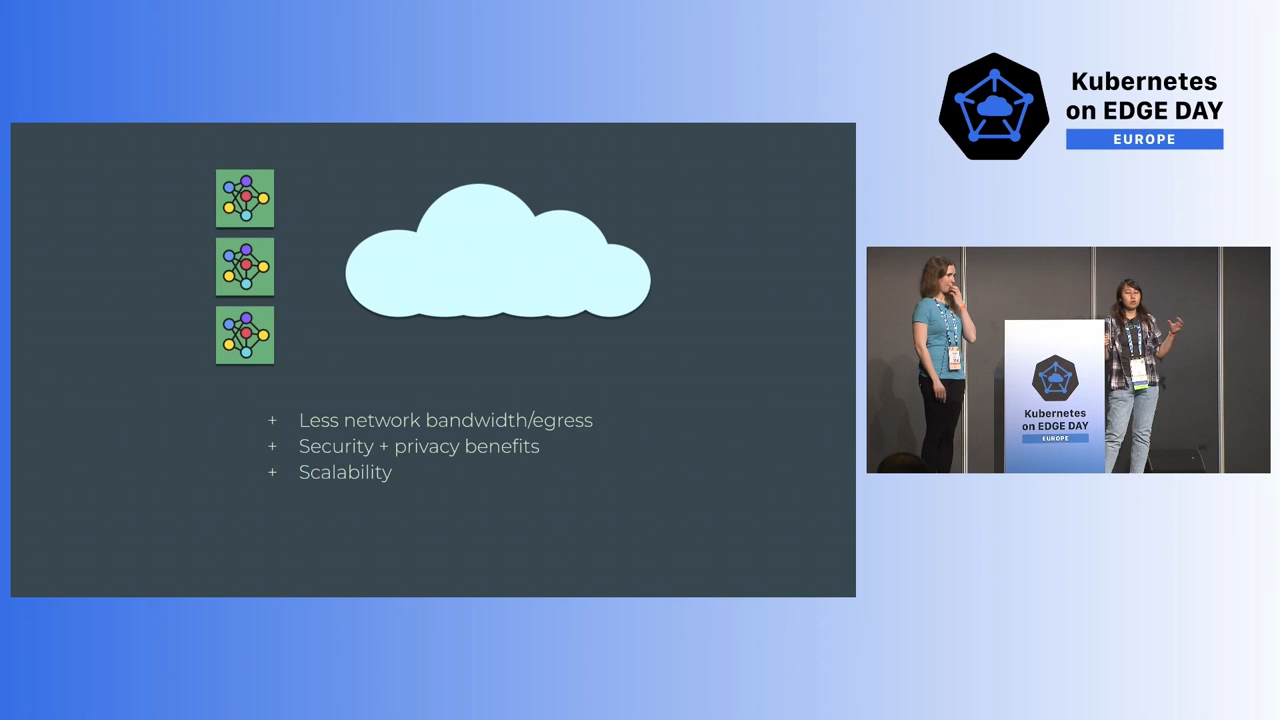 Kubernetes
on EDGE DAY
EUROPE
+ Less network bandwidth/egress
+ Security + privacy benefits
+ Scalability
Kubernetes
on EDGE DAY
EUROPE